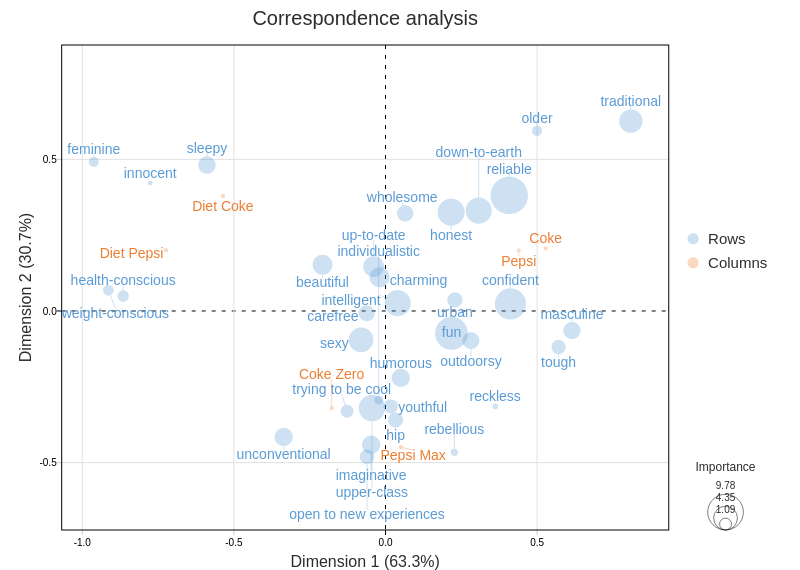 Correspondence analysis
traditional
older
feminine
sleepy
down-to-earth
innocent
reliable
wholesome
Diet Coke
up-to-date
honest
Coke
individualistic
Diet Pepsi
Pepsi
health-conscious
beautiful
charming
confident
intelligent
weight-conscious
carefree
urban
masculine
fun
sexy
humorous
outdoorsy
tough
Coke Zero
trying to be cool
reckless
youthful
rebellious
hip
unconventional
Pepsi Max
imaginative
upper-class
open to new experiences
0.5
0.0
-0.5
-1.0
-0.5
0.0
0.5
Dimension 1 (63.3%)
Dimension 2 (30.7%)
Rows
Columns
Importance
9.78
4.35
1.09